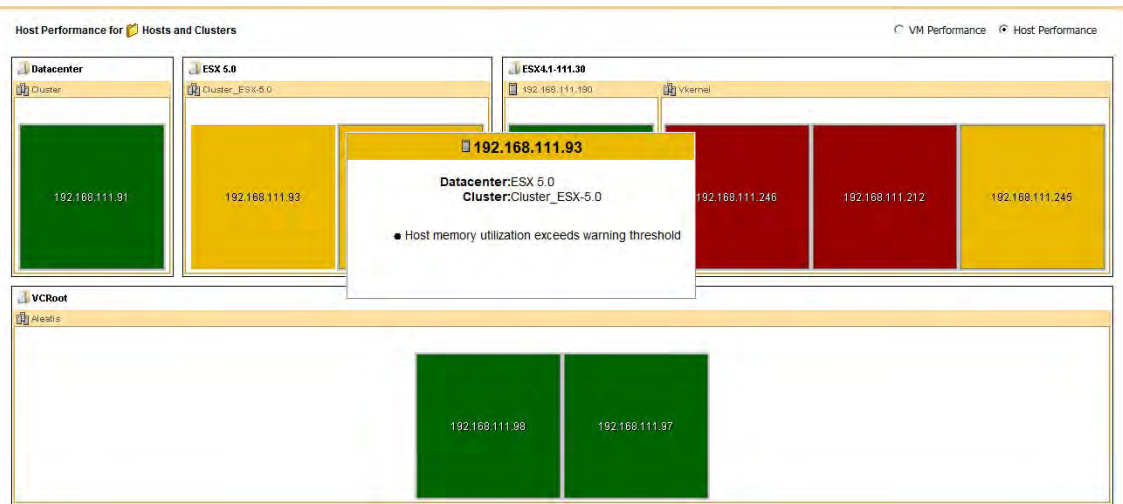 Host Performance for Hosts and Clusters
VM Performance Host Performance
Datacenter
Cluster
192.168.111.91
ESX 5.0
Cluster_ESX-5.0
192.168.111.93
ESX4.1-111.30
192.168.111.190
Vkernel
192.168.111.246
192.168.111.212
192.168.111.245
192.168.111.93
Datacenter:ESX 5.0
Cluster:Cluster_ESX-5.0
● Host memory utilization exceeds warning threshold
VCRoot
192.168.111.98
192.168.111.97